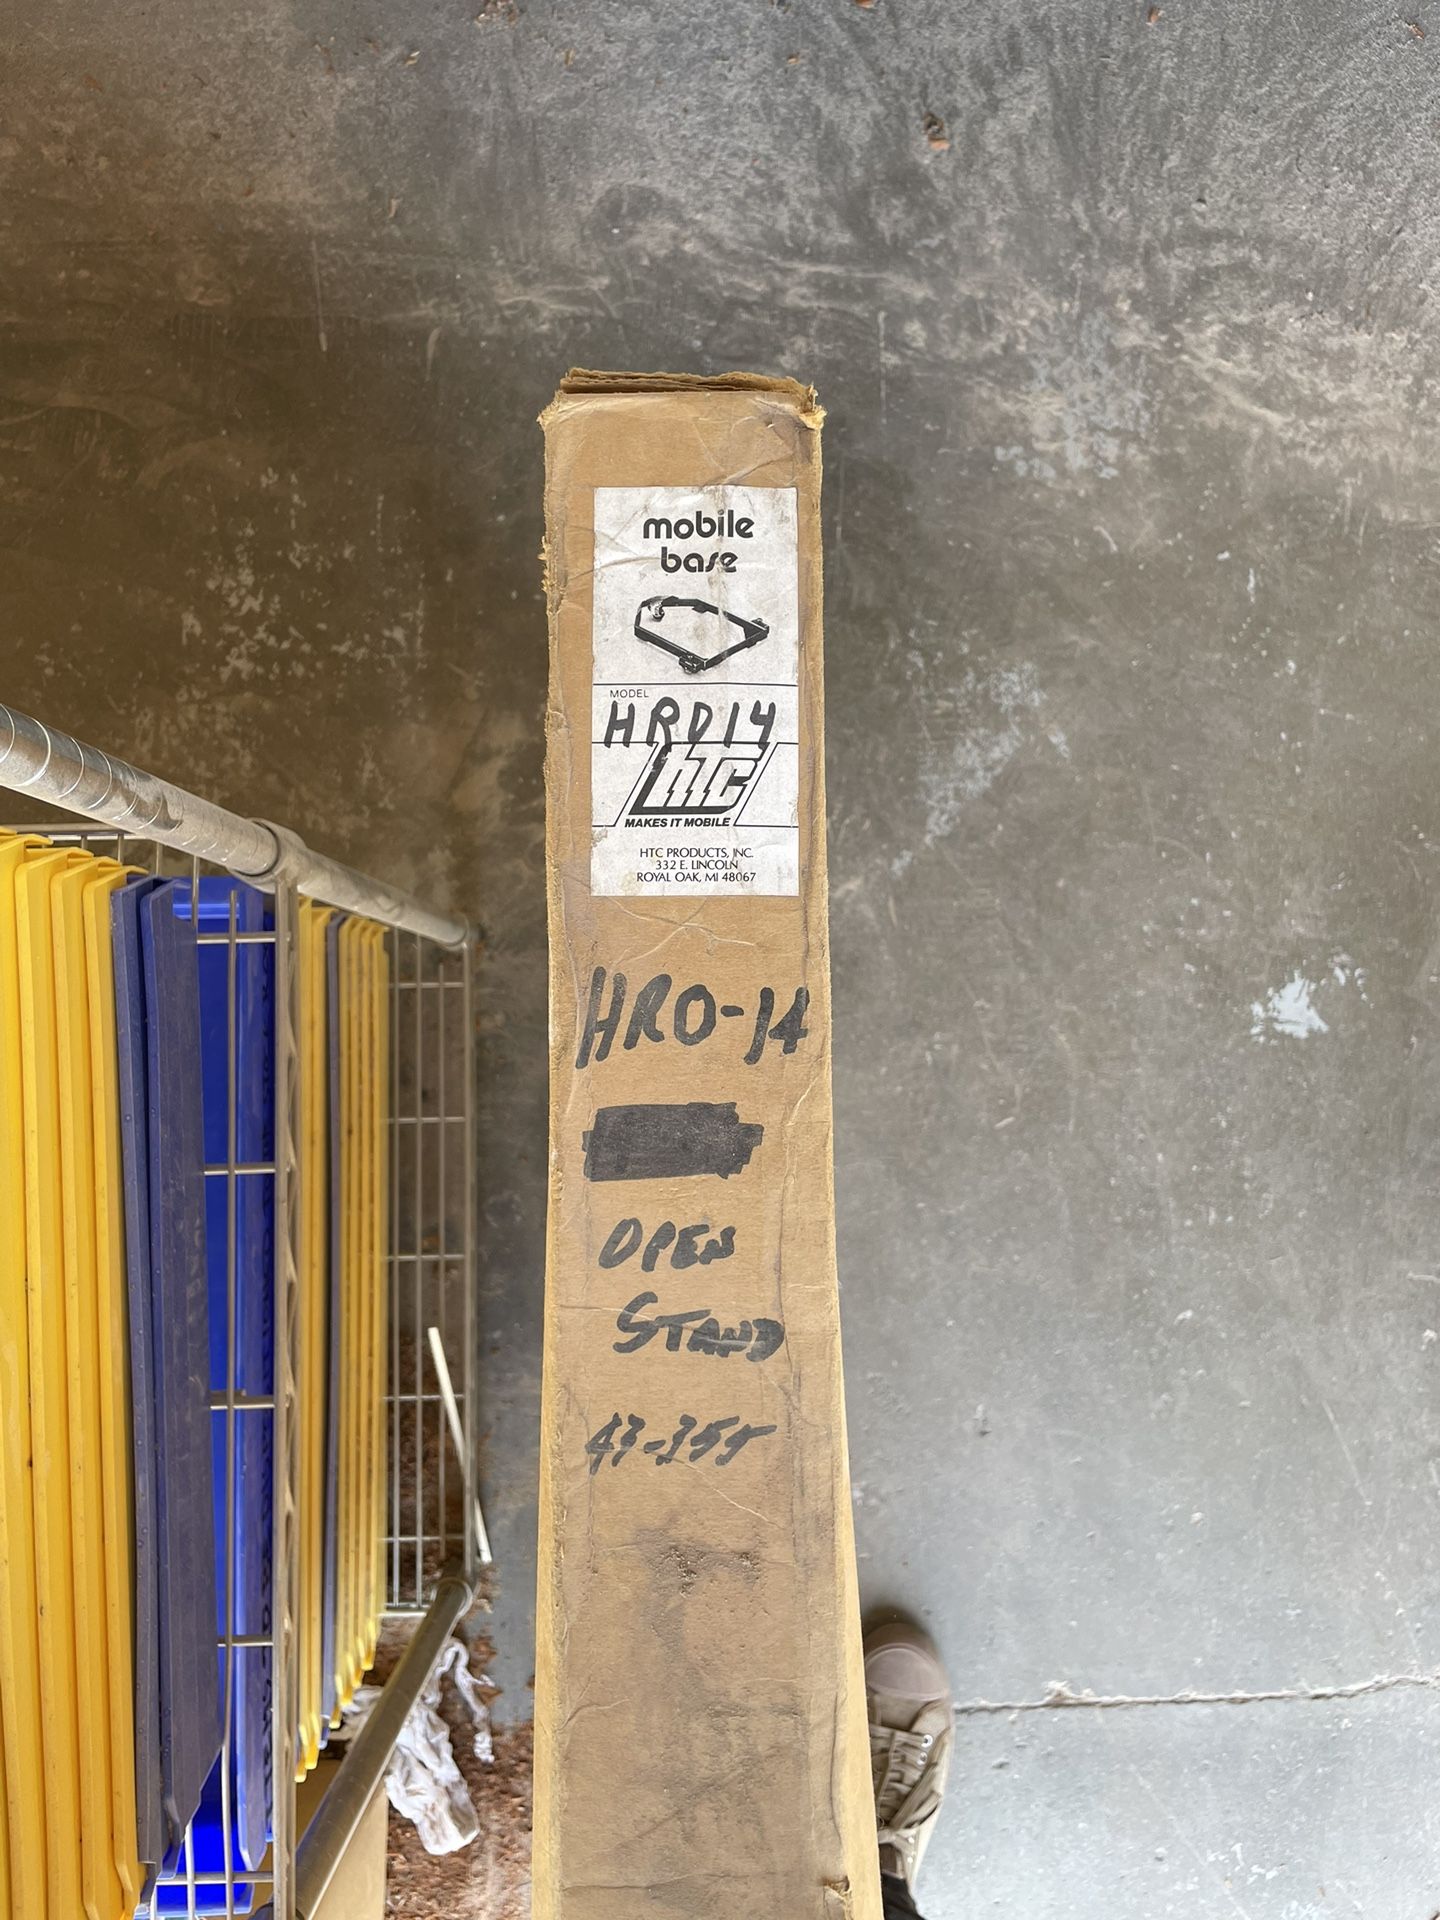 mobile
base
MODEL
HRD14
HTC
MAKES IT MOBILE
HTC PRODUCTS, INC.
332 E. LINCOLN
ROYAL OAK, MI 48067
HRO-14
OPEN
STAND
43-355